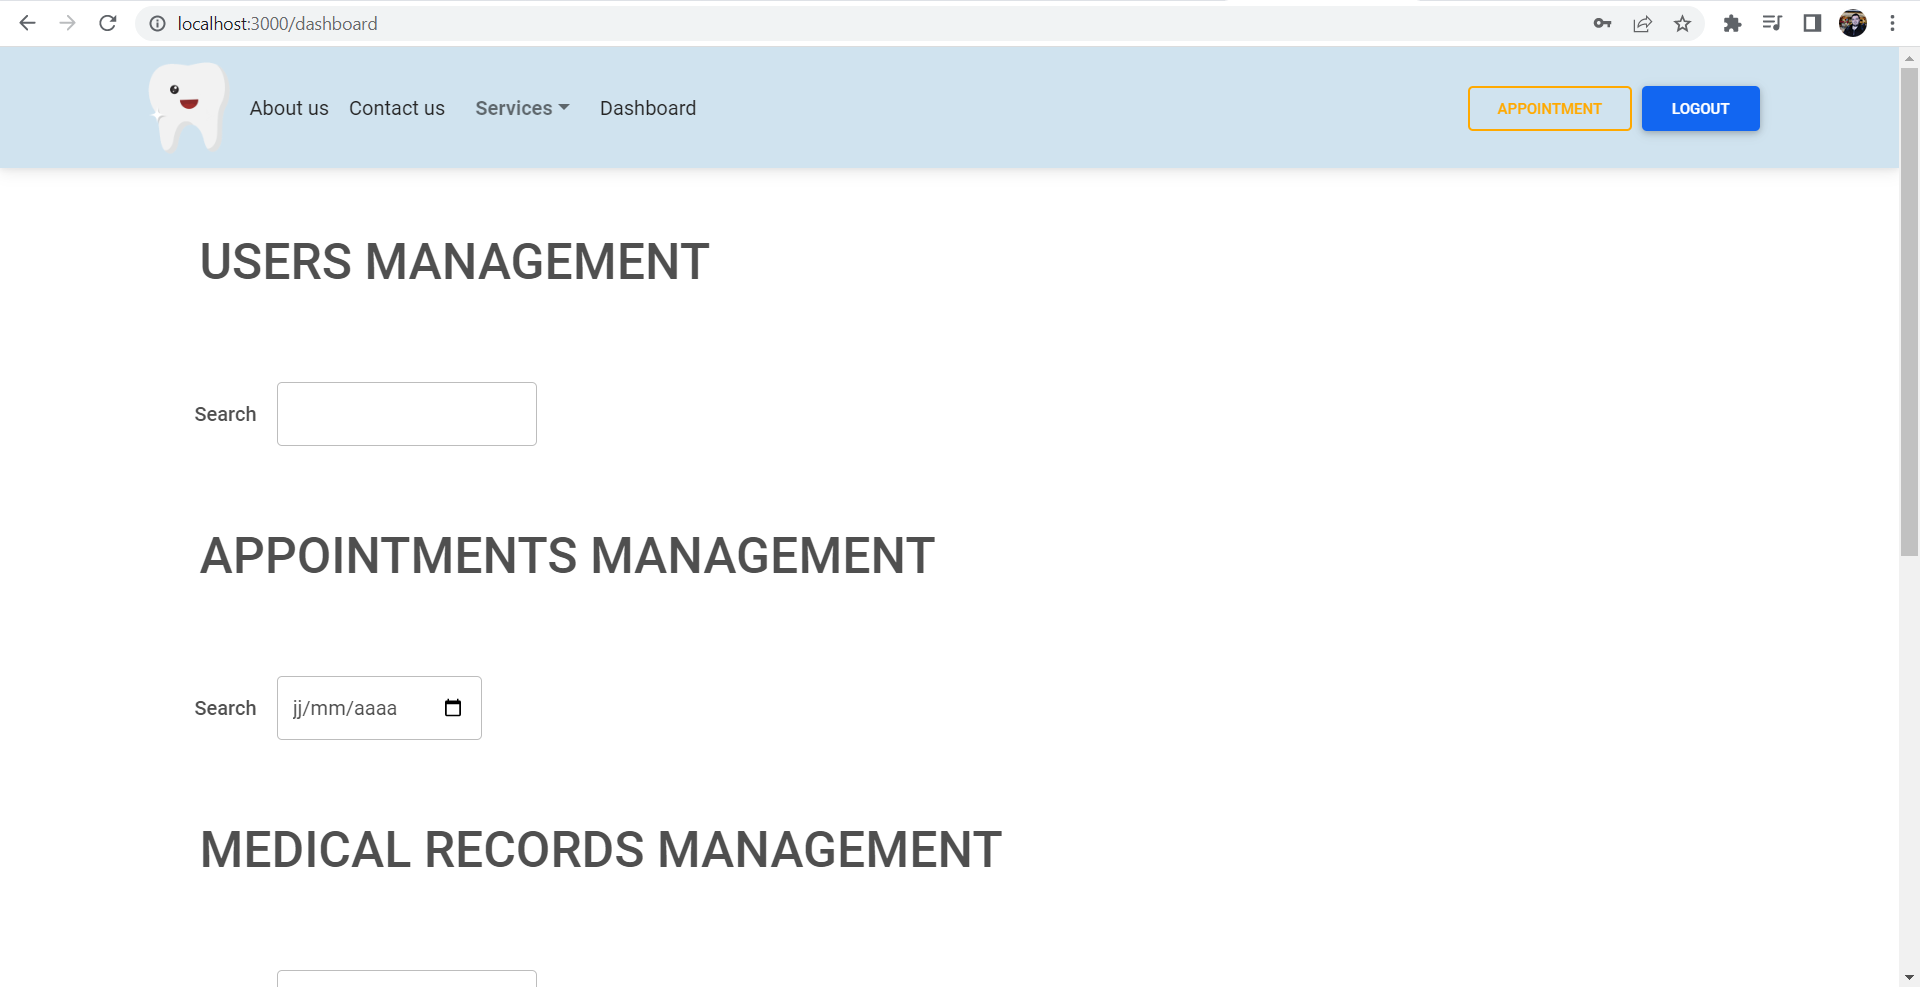 localhost:3000/dashboard
About us Contact us Services Dashboard APPOINTMENT LOGOUT
USERS MANAGEMENT
Search
APPOINTMENTS MANAGEMENT
Search jj/mm/aaaa
MEDICAL RECORDS MANAGEMENT